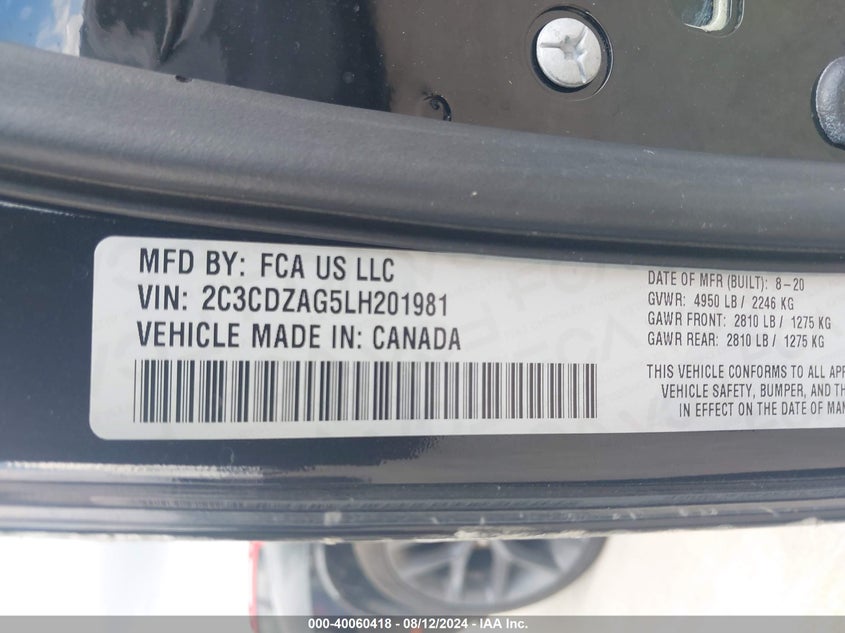 MFD BY: FCA US LLC
VIN: 2C3CDZAG5LH201981
VEHICLE MADE IN: CANADA
DATE OF MFR (BUILT): 8-20
GVWR: 4950 LB / 2246 KG
GAWR FRONT: 2810 LB / 1275 KG
GAWR REAR: 2810 LB / 1275 KG
THIS VEHICLE CONFORMS TO ALL APP
VEHICLE SAFETY, BUMPER, AND TH
IN EFFECT ON THE DATE OF MAN
000-40060418 - 08/12/2024 - IAA Inc.